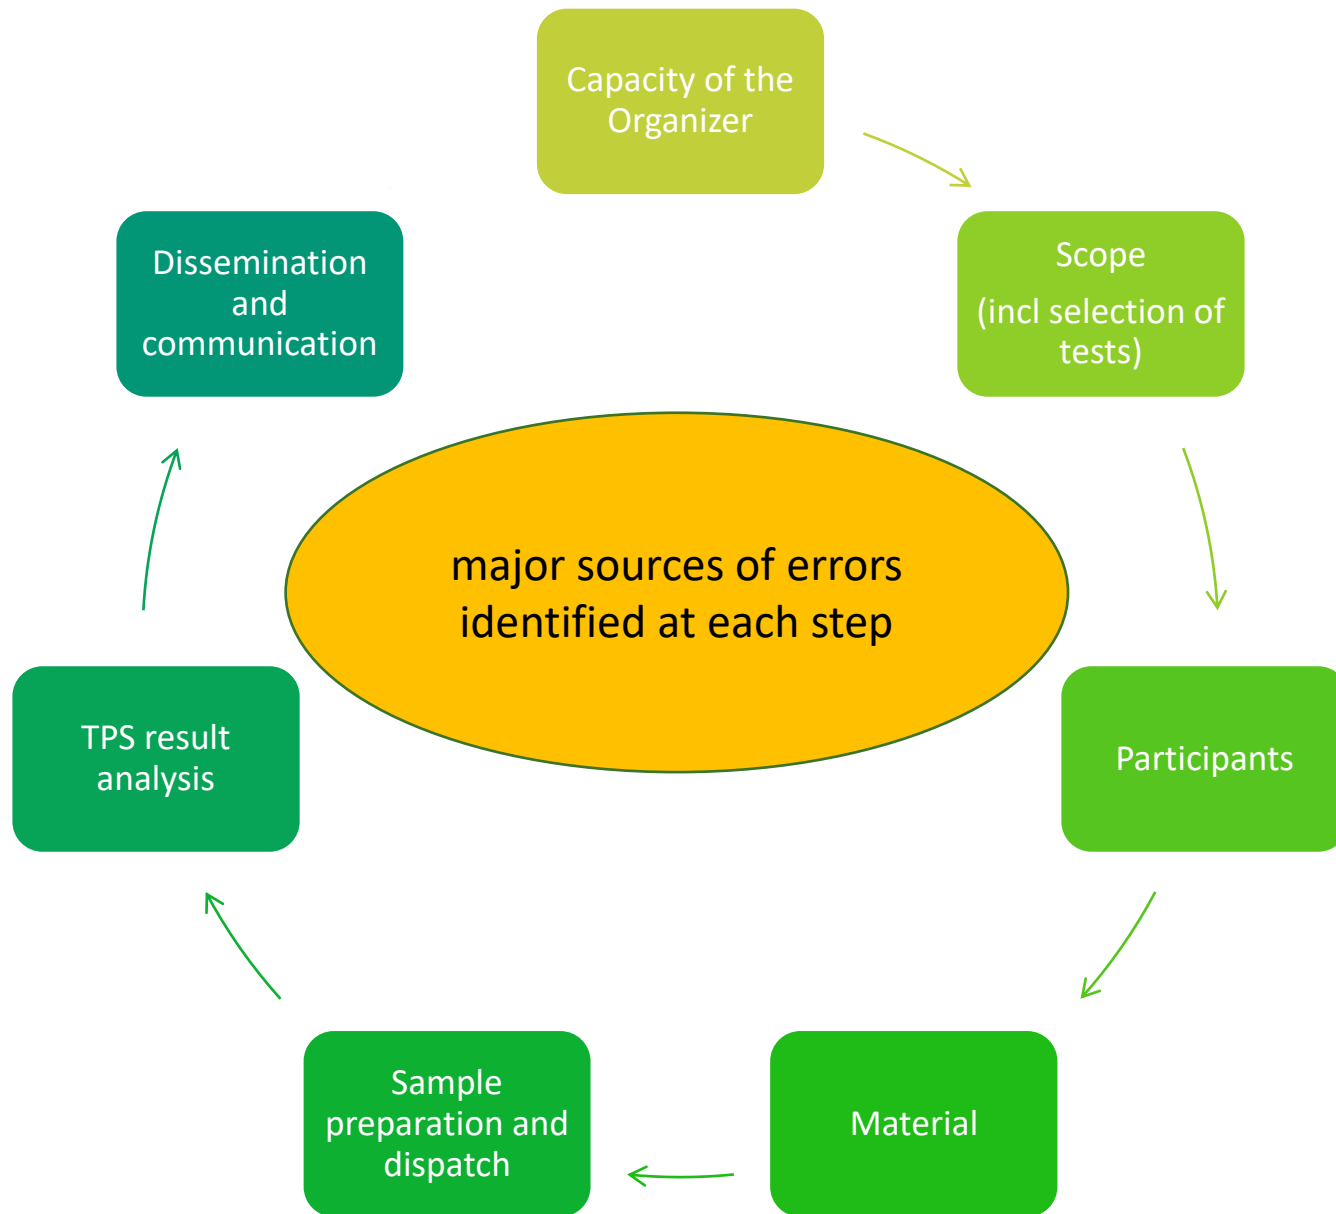 Capacity of the
Organizer
Scope
(incl selection of
tests)
Participants
Material
Sample
preparation and
dispatch
TPS result
analysis
Dissemination
and
communication
major sources of errors
identified at each step